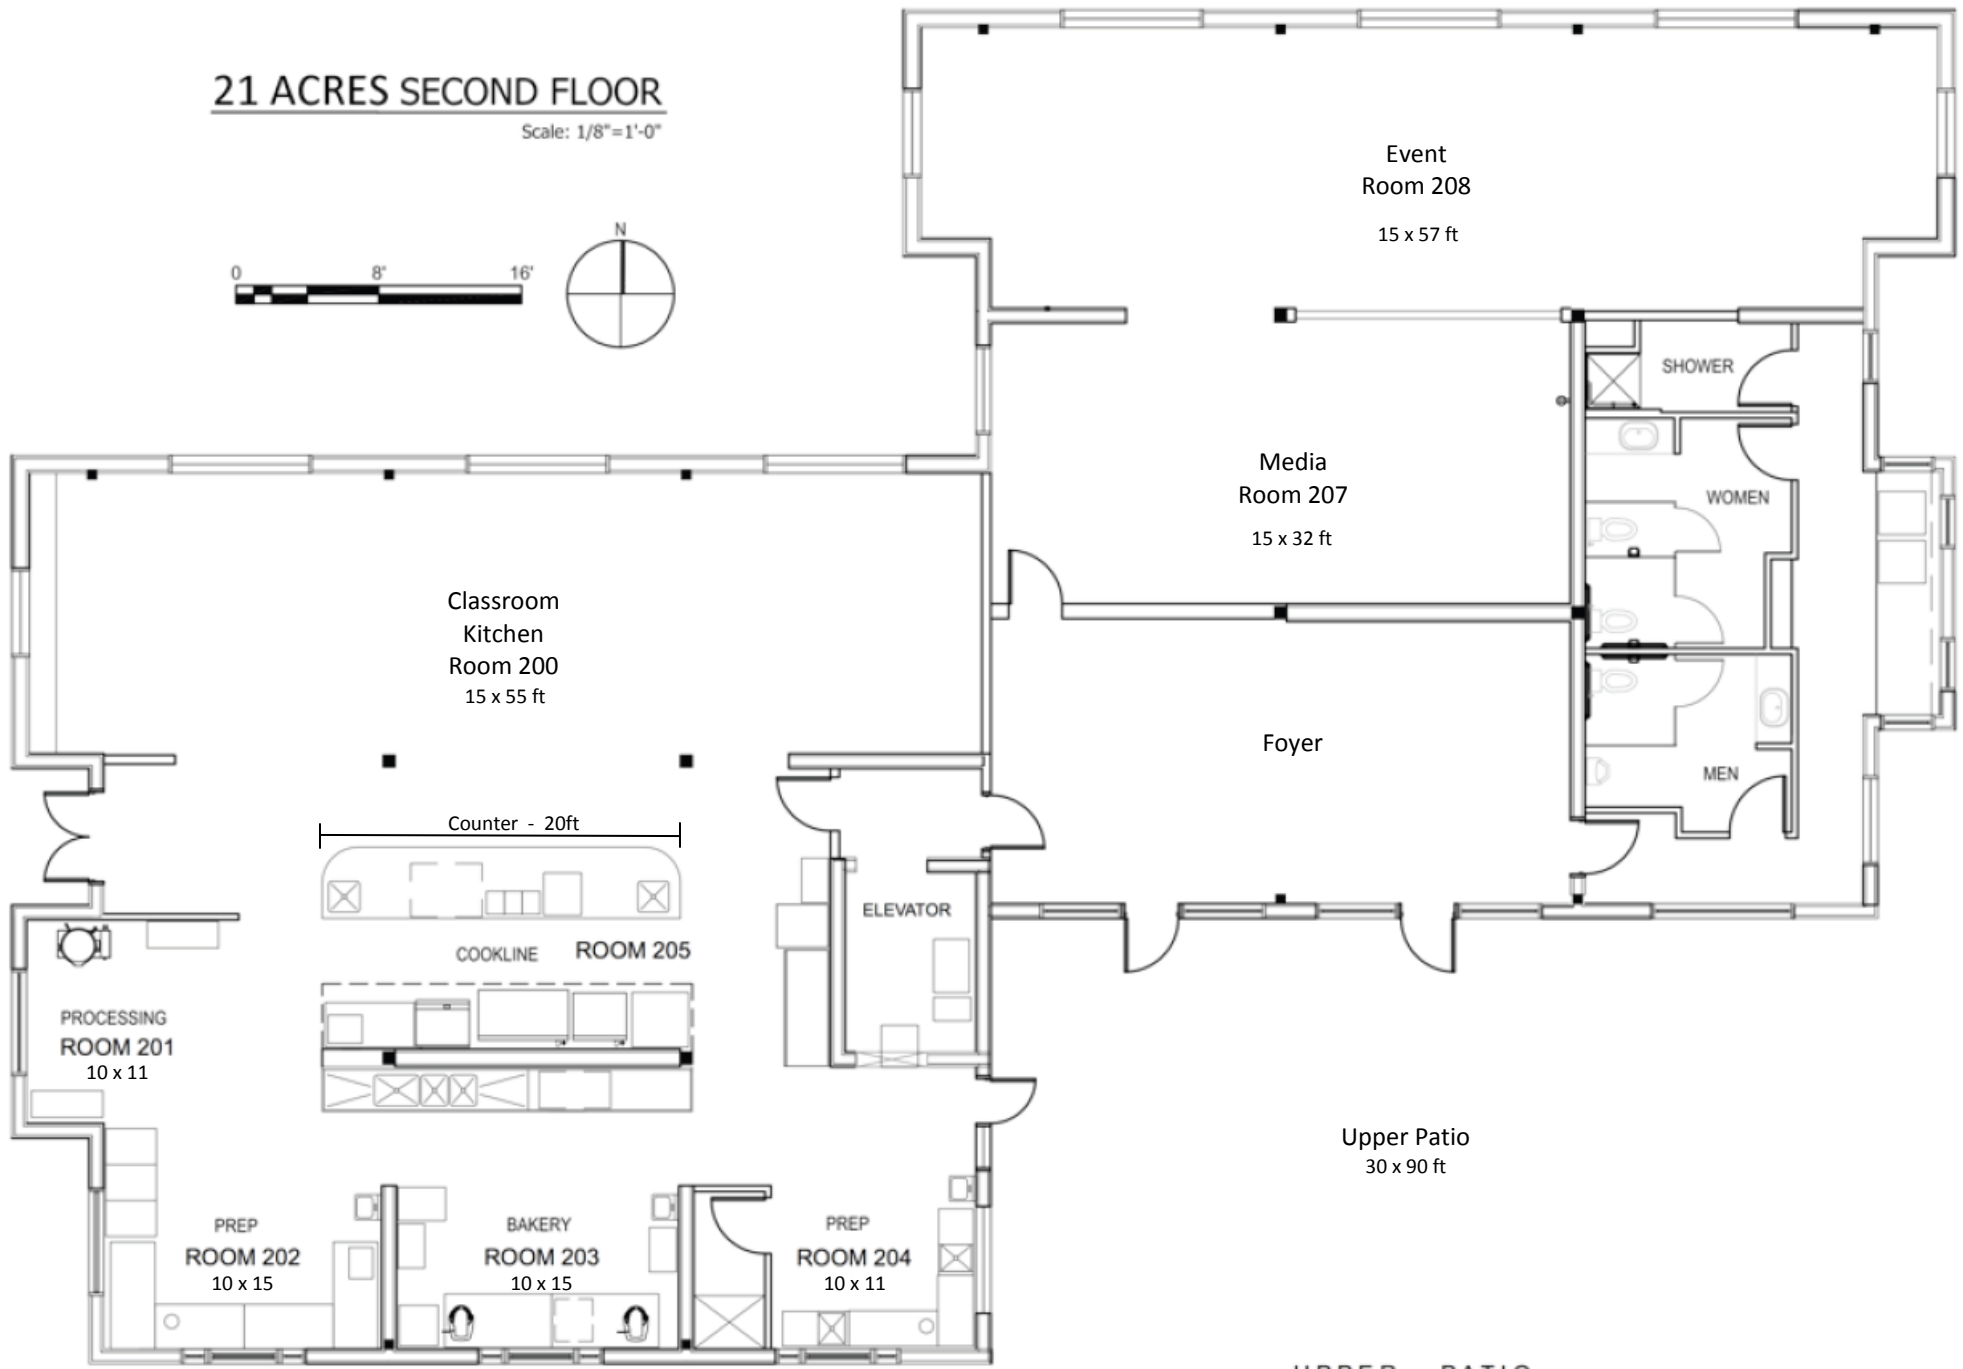 21 ACRES SECOND FLOOR
Scale: 1/8"=1'-0"
N
0 8' 16'
Event
Room 208
15 x 57 ft
SHOWER
Media
Room 207
15 x 32 ft
WOMEN
Classroom
Kitchen
Room 200
15 x 55 ft
Foyer
MEN
Counter - 20ft
ELEVATOR
COOKLINE ROOM 205
PROCESSING
ROOM 201
10 x 11
Upper Patio
30 x 90 ft
PREP
ROOM 202
10 x 15
BAKERY
ROOM 203
10 x 15
PREP
ROOM 204
10 x 11
UPPER PATIO